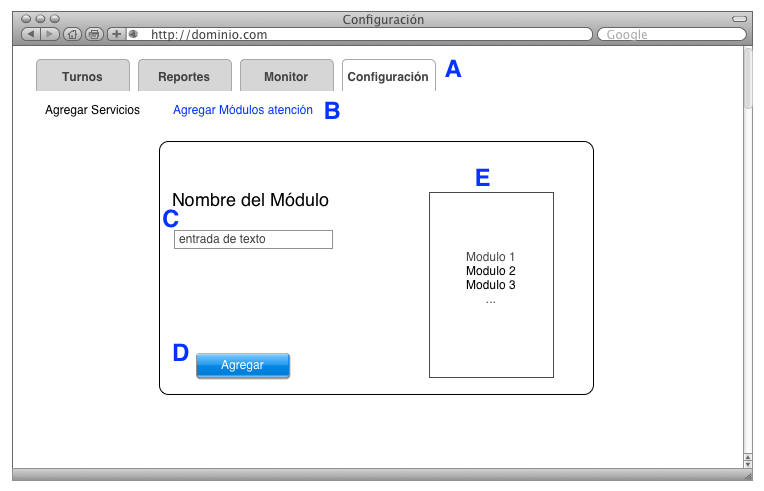 Configuración
http://dominio.com
Google
Turnos
Reportes
Monitor
Configuración
A
Agregar Servicios
Agregar Módulos atención
B
E
Nombre del Módulo
C
entrada de texto
Modulo 1
Modulo 2
Modulo 3
...
D
Agregar